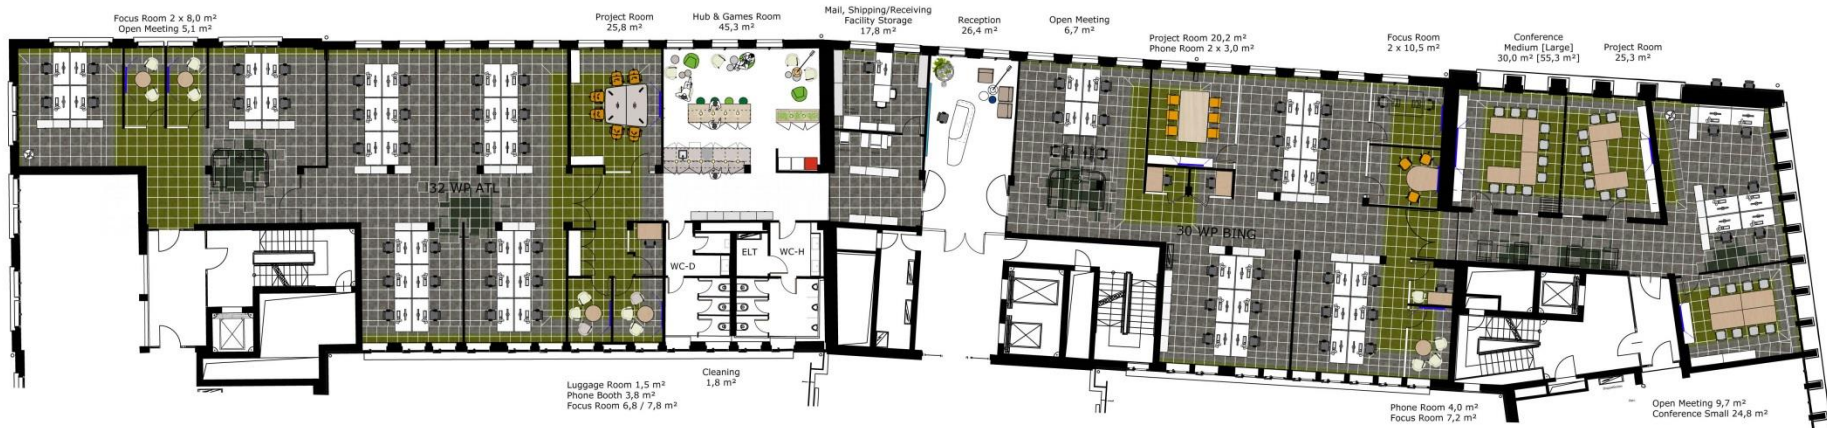 Focus Room 2 x 8,0 m²
Open Meeting 5,1 m²
Project Room
25,8 m²
Hub & Games Room
45,3 m²
Mail, Shipping/Receiving
Facility Storage
17,8 m²
Reception
26,4 m²
Open Meeting
6,7 m²
Project Room 20,2 m²
Phone Room 2 x 3,0 m²
Focus Room
2 x 10,5 m²
Conference
Medium [Large]
30,0 m² [55,3 m²]
Project Room
25,3 m²
32 WP ATL
30 WP BING
WC-D
ELT
WC-H
Luggage Room 1,5 m²
Phone Booth 3,8 m²
Focus Room 6,8 / 7,8 m²
Cleaning
1,8 m²
Phone Room 4,0 m²
Focus Room 7,2 m²
Open Meeting 9,7 m²
Conference Small 24,8 m²